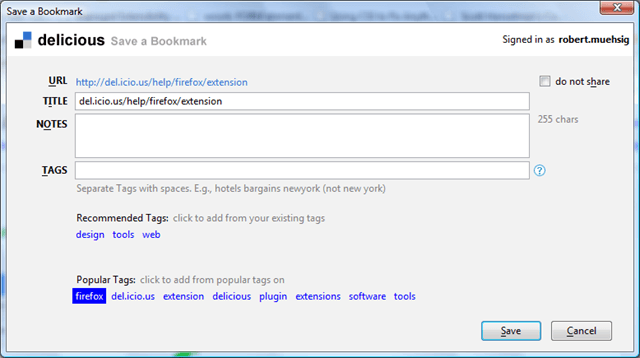 Save a Bookmark
delicious Save a Bookmark
Signed in as robert.muehsig
URL http://del.icio.us/help/firefox/extension
do not share
TITLE del.icio.us/help/firefox/extension
NOTES
255 chars
TAGS
?
Separate Tags with spaces. E.g., hotels bargains newyork (not new york)
Recommended Tags: click to add from your existing tags
design tools web
Popular Tags: click to add from popular tags on
firefox del.icio.us extension delicious plugin extensions software tools
Save Cancel